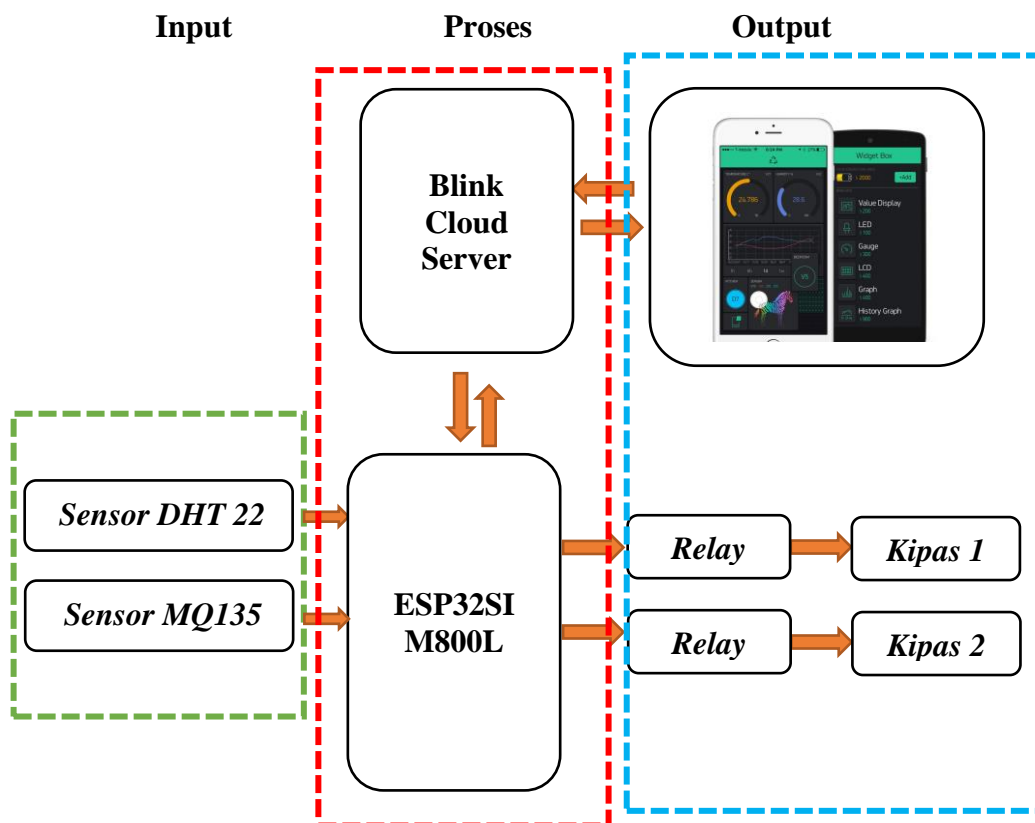 Input
Proses
Output
Blink
Cloud
Server
Widget Box
+Add
Value Display
LED
Gauge
LCD
Graph
History Graph
Sensor DHT 22
Sensor MQ135
ESP32SI
M800L
Relay
Kipas 1
Relay
Kipas 2